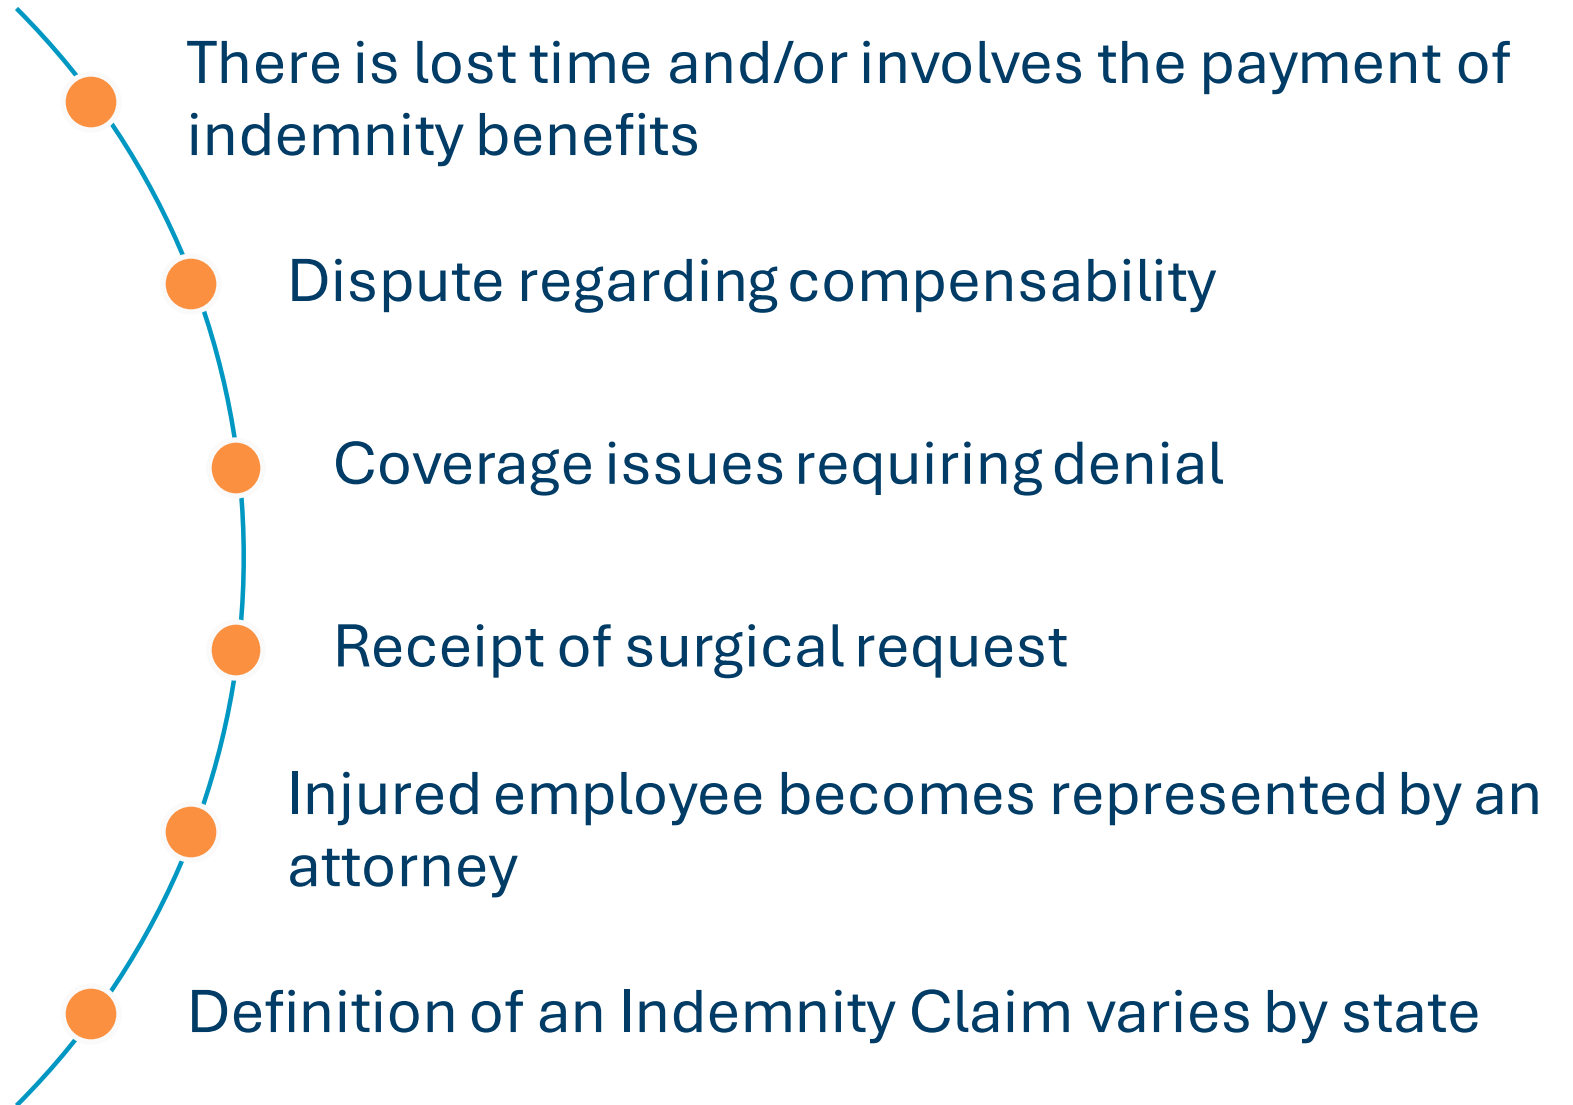 There is lost time and/or involves the payment of
indemnity benefits
Dispute regarding compensability
Coverage issues requiring denial
Receipt of surgical request
Injured employee becomes represented by an
attorney
Definition of an Indemnity Claim varies by state